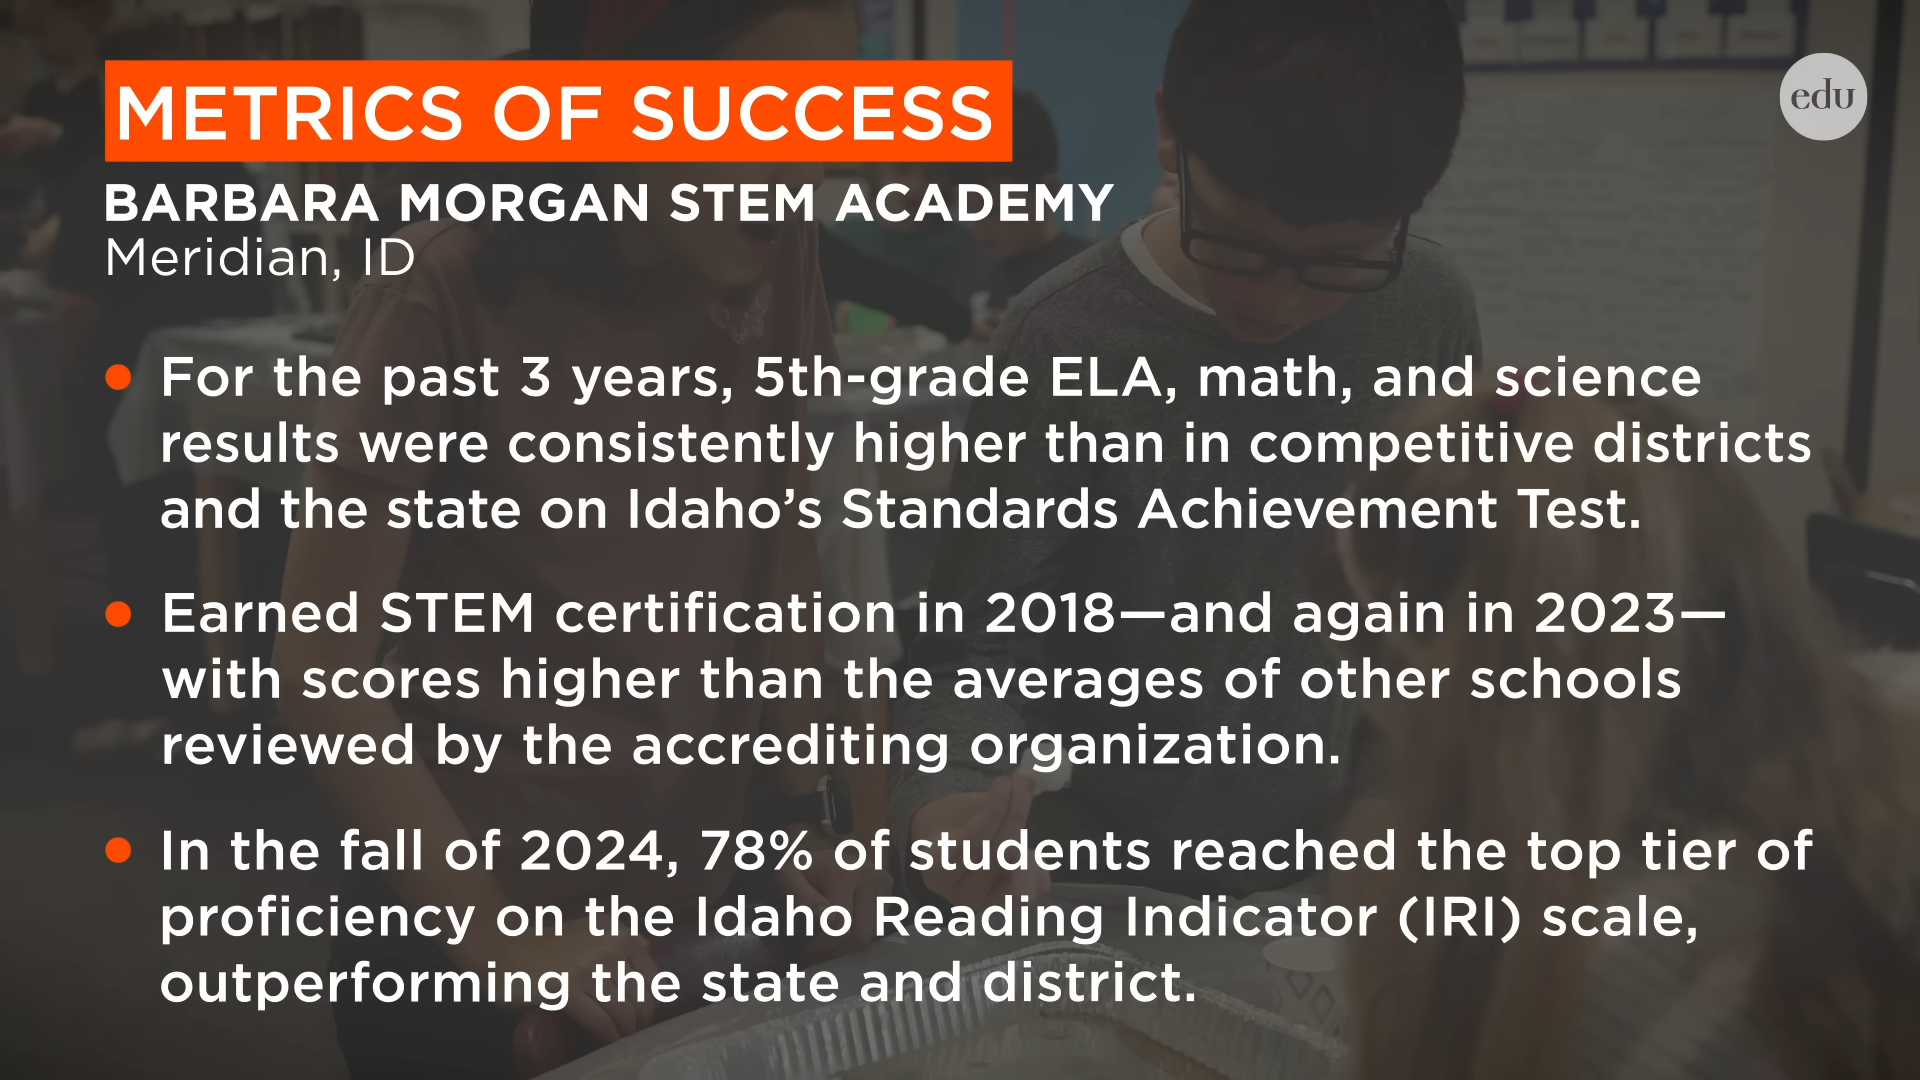 METRICS OF SUCCESS
edu
BARBARA MORGAN STEM ACADEMY
Meridian, ID
For the past 3 years, 5th-grade ELA, math, and science
results were consistently higher than in competitive districts
and the state on Idaho’s Standards Achievement Test.
Earned STEM certification in 2018—and again in 2023—
with scores higher than the averages of other schools
reviewed by the accrediting organization.
In the fall of 2024, 78% of students reached the top tier of
proficiency on the Idaho Reading Indicator (IRI) scale,
outperforming the state and district.